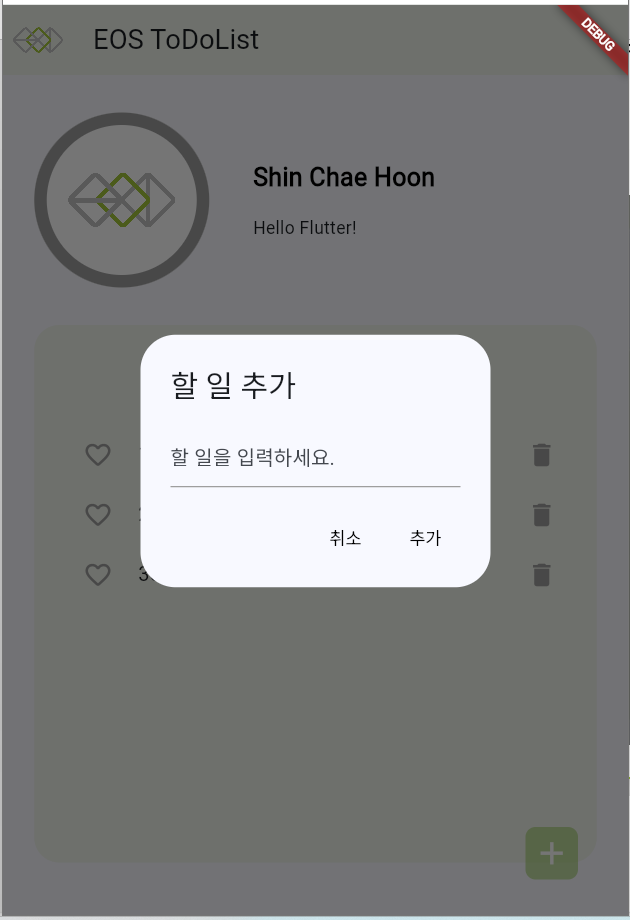 EOS ToDoList
DEBUG
Shin Chae Hoon
Hello Flutter!
할 일 추가
할 일을 입력하세요.
취소
추가
3